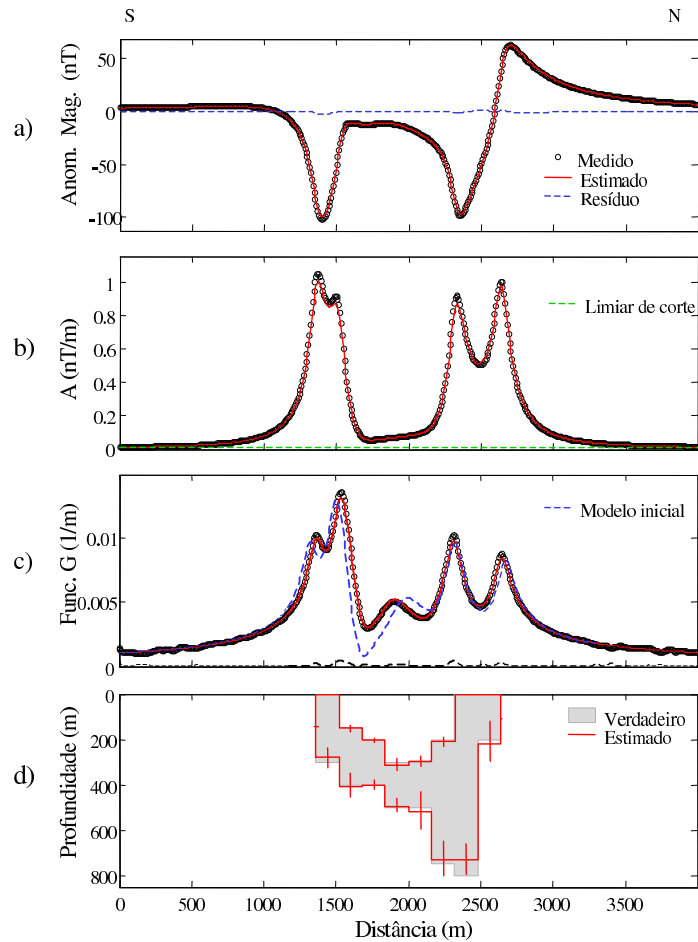 S N
a)
Anom. Mag. (nT)
50
0
-50
-100
Medido
Estimado
Resíduo
b)
A (nT/m)
1
0.8
0.6
0.4
0.2
0
Limiar de corte
c)
Func. G (1/m)
0.01
0.005
0
Modelo inicial
d)
Profundidade (m)
0
200
400
600
800
Verdadeiro
Estimado
0 500 1000 1500 2000 2500 3000 3500
Distância (m)